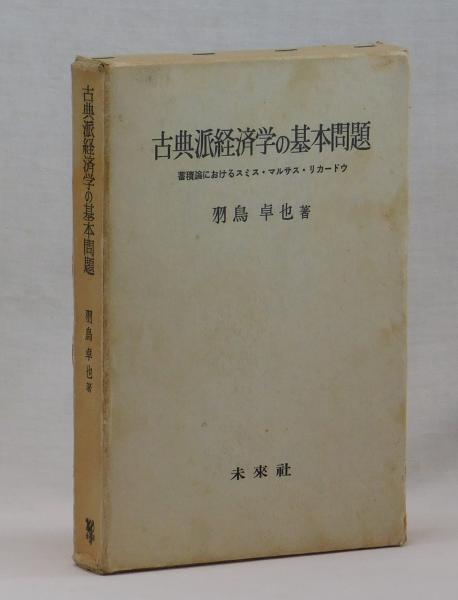 古典派経済学の基本問題
蓄積論におけるスミス・マルサス・リカードウ
羽鳥卓也著
未來社
古典派経済学の基本問題
羽鳥卓也著